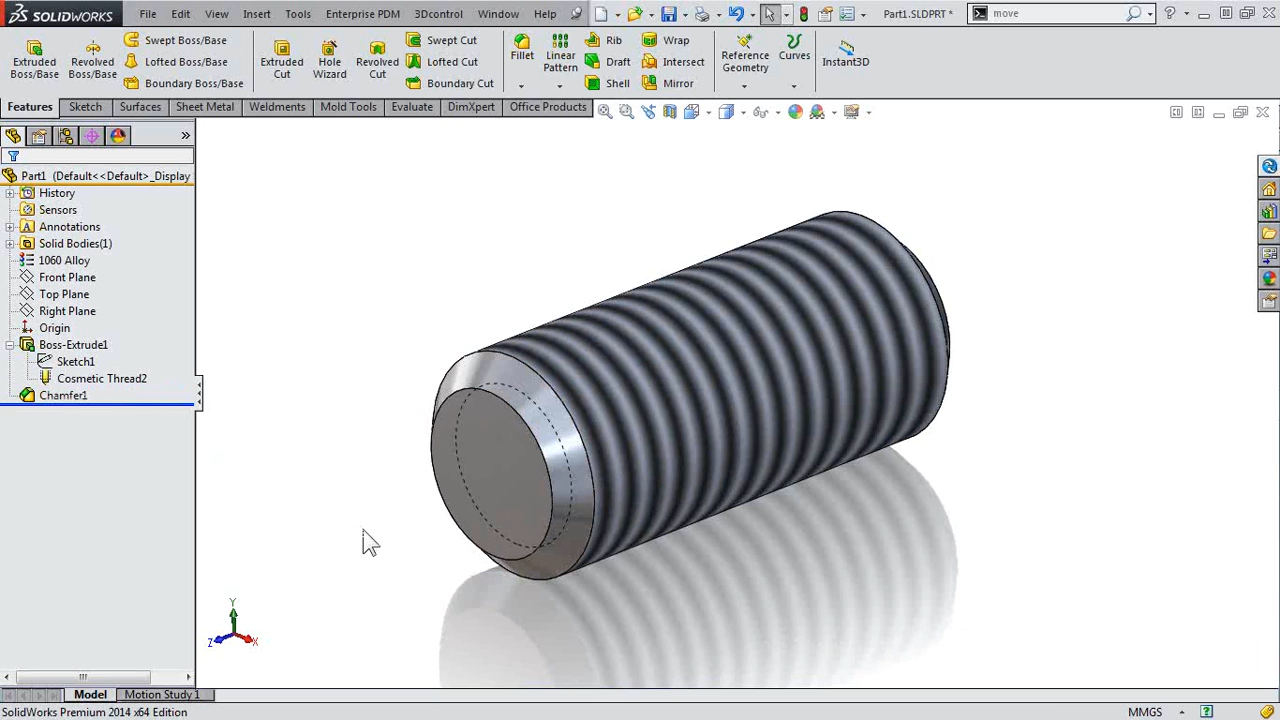 SOLIDWORKS File Edit View Insert Tools Enterprise PDM 3Dcontrol Window Help Part1.SLDPRT * move
Extruded Boss/Base
Revolved Boss/Base
Swept Boss/Base
Lofted Boss/Base
Boundary Boss/Base
Extruded Cut
Hole Wizard
Revolved Cut
Swept Cut
Lofted Cut
Boundary Cut
Fillet
Linear Pattern
Rib
Draft
Shell
Wrap
Intersect
Mirror
Reference Geometry
Curves
Instant3D
Features Sketch Surfaces Sheet Metal Weldments Mold Tools Evaluate DimXpert Office Products
Part1 (Default<<Default>_Display
History
Sensors
Annotations
Solid Bodies(1)
1060 Alloy
Front Plane
Top Plane
Right Plane
Origin
Boss-Extrude1
Sketch1
Cosmetic Thread2
Chamfer1
Y
Z X
Model Motion Study 1
SolidWorks Premium 2014 x64 Edition MMGS